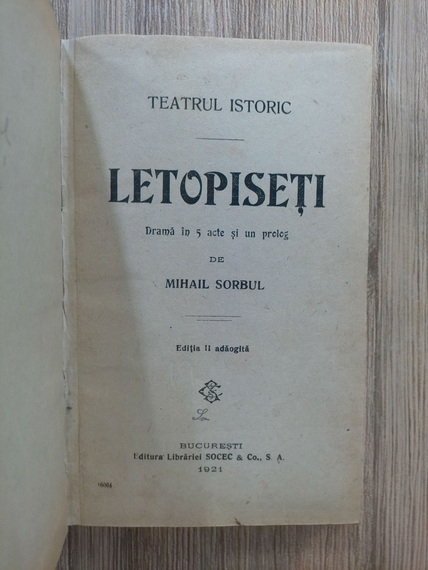 TEATRUL ISTORIC
LETOPISEȚI
Dramă în 5 acte și un prolog
DE
MIHAIL SORBUL
Ediția II adăogită
BUCUREȘTI
Editura Librăriei SOCEC & Co., S. A.
1921